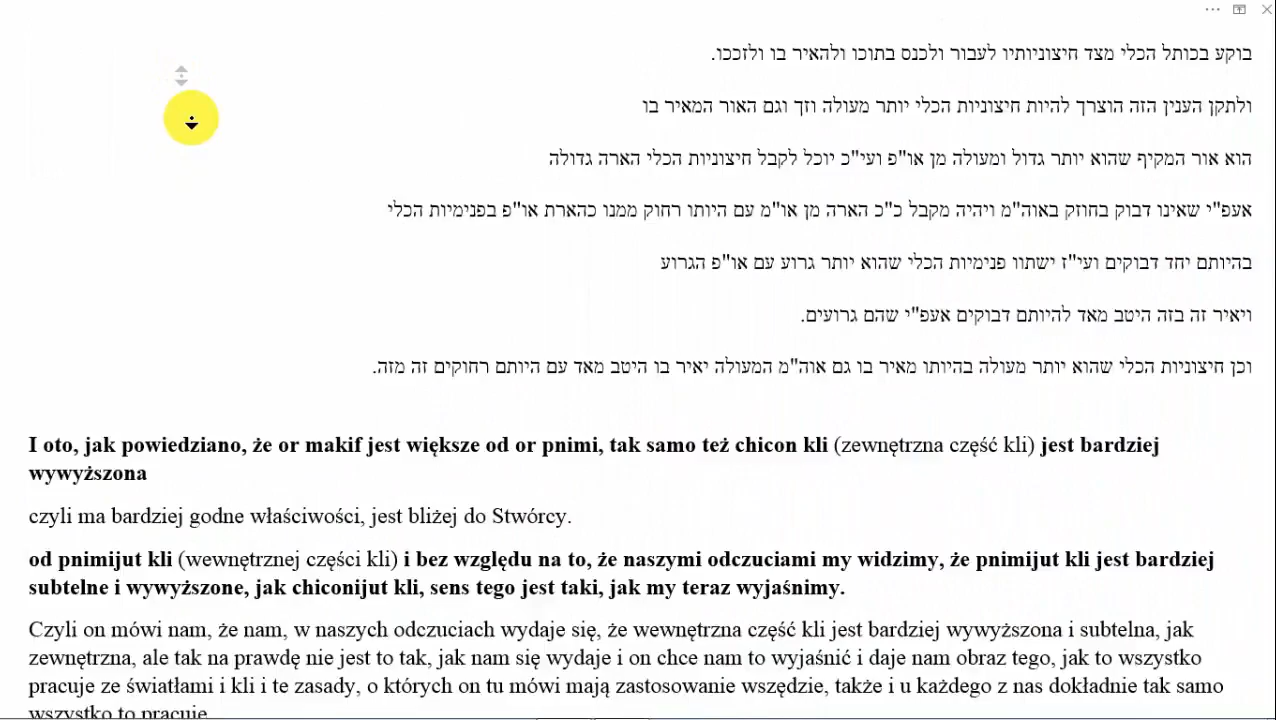 בוקע בכותל הכלי מצד חיצוניותיו לעבור ולכנס בתוכו ולהאיר בו ולזככו.
ולתקן הענין הזה הוצרך להיות חיצוניות הכלי יותר מעולה וזך וגם האור המאיר בו
הוא אור המקיף שהוא יותר גדול ומעולה מן או"פ ועי"כ יוכל לקבל חיצוניות הכלי הארה גדולה
אעפ"י שאינו דבוק בחוזק באוה"מ ויהיה מקבל כ"כ הארה מן או"מ עם היותו רחוק ממנו כהארת או"פ בפנימיות הכלי
בהיותם יחד דבוקים ועי"ז ישתוו פנימיות הכלי שהוא יותר גרוע עם או"פ הגרוע
ויאיר זה בזה היטב מאד להיותם דבוקים אעפ"י שהם גרועים.
וכן חיצוניות הכלי שהוא יותר מעולה בהיותו מאיר בו גם אוה"מ המעולה יאיר בו היטב מאד עם היותם רחוקים זה מזה.
I oto, jak powiedziano, że or makif jest większe od or pnimi, tak samo też chicon kli (zewnętrzna część kli) jest bardziej
wywyższona
czyli ma bardziej godne właściwości, jest bliżej do Stwórcy.
od pnimijut kli (wewnętrznej części kli) i bez względu na to, że naszymi odczuciami my widzimy, że pnimijut kli jest bardziej
subtelne i wywyższone, jak chiconijut kli, sens tego jest taki, jak my teraz wyjaśnimy.
Czyli on mówi nam, że nam, w naszych odczuciach wydaje się, że wewnętrzna część kli jest bardziej wywyższona i subtelna, jak
zewnętrzna, ale tak na prawdę nie jest to tak, jak nam się wydaje i on chce nam to wyjaśnić i daje nam obraz tego, jak to wszystko
pracuje ze światłami i kli i te zasady, o których on tu mówi mają zastosowanie wszędzie, także i u każdego z nas dokładnie tak samo
wszystko to pracuje